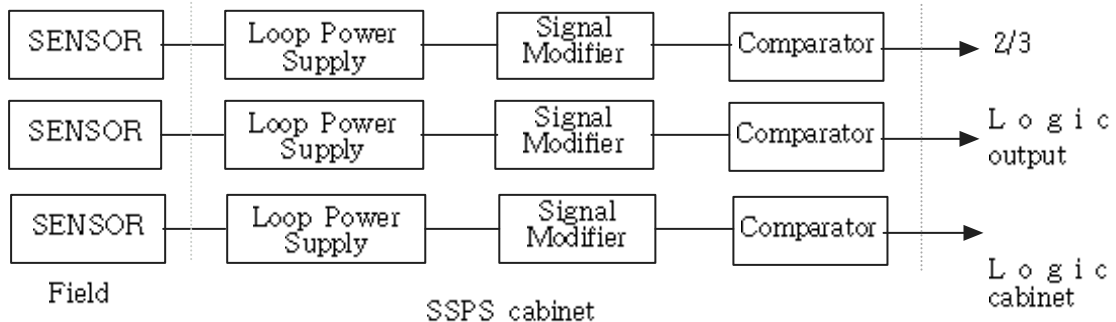 SENSOR
Loop Power
Supply
Signal
Modifier
Comparator
2/3
SENSOR
Loop Power
Supply
Signal
Modifier
Comparator
L o g i c
output
SENSOR
Loop Power
Supply
Signal
Modifier
Comparator
L o g i c
cabinet
Field
SSPS cabinet